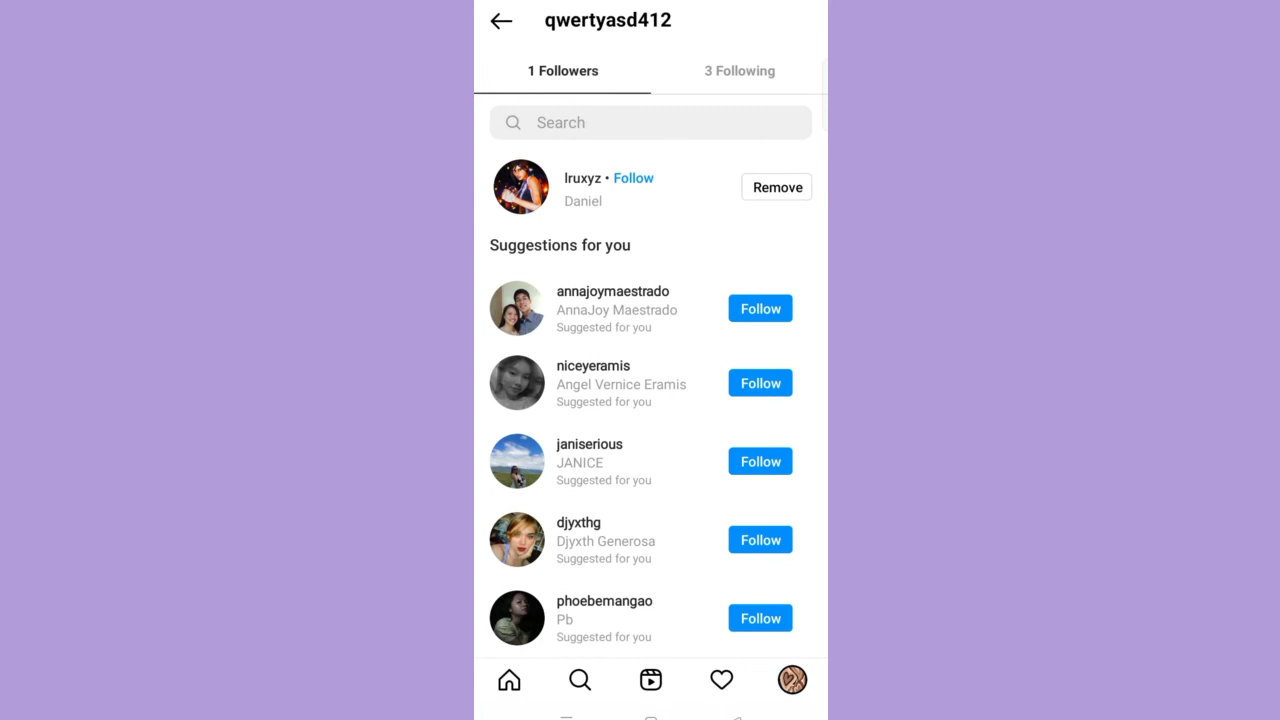 qwertyasd412
1 Followers
3 Following
Search
lruxyz • Follow
Daniel
Remove
Suggestions for you
annajoymaestrado
AnnaJoy Maestrado
Suggested for you
Follow
niceyeramis
Angel Vernice Eramis
Suggested for you
Follow
janiserious
JANICE
Suggested for you
Follow
djyxthg
Djyxth Generosa
Suggested for you
Follow
phoebemangao
Pb
Suggested for you
Follow